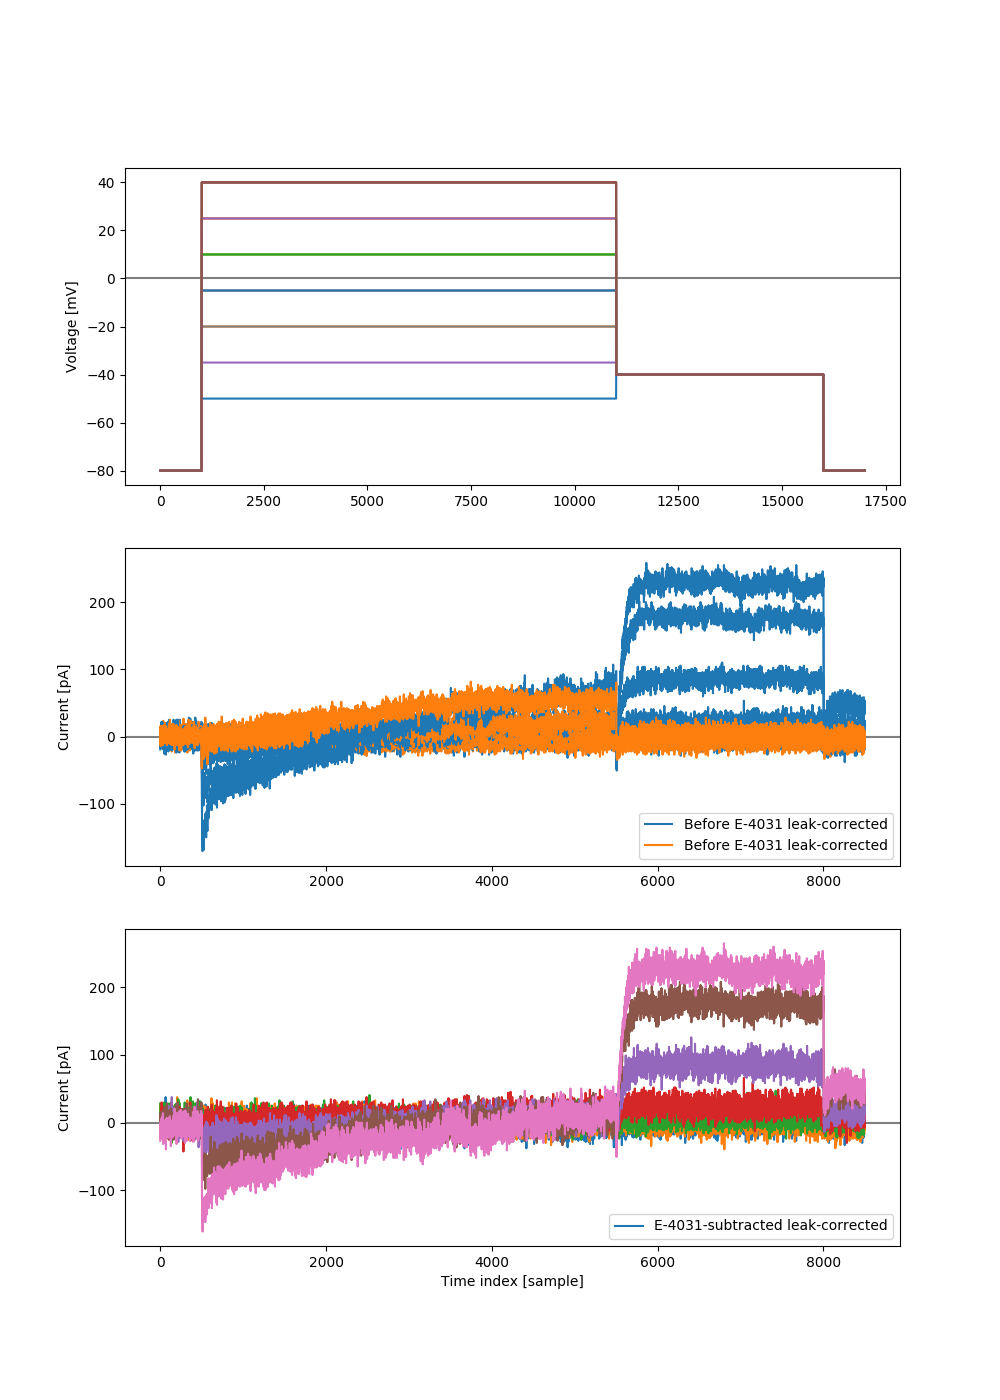 40
20
0
−20
−40
−60
−80
Voltage [mV]
0 2500 5000 7500 10000 12500 15000 17500
200
100
0
−100
Current [pA]
Before E-4031 leak-corrected
Before E-4031 leak-corrected
0 2000 4000 6000 8000
200
100
0
−100
Current [pA]
E-4031-subtracted leak-corrected
0 2000 4000 6000 8000
Time index [sample]